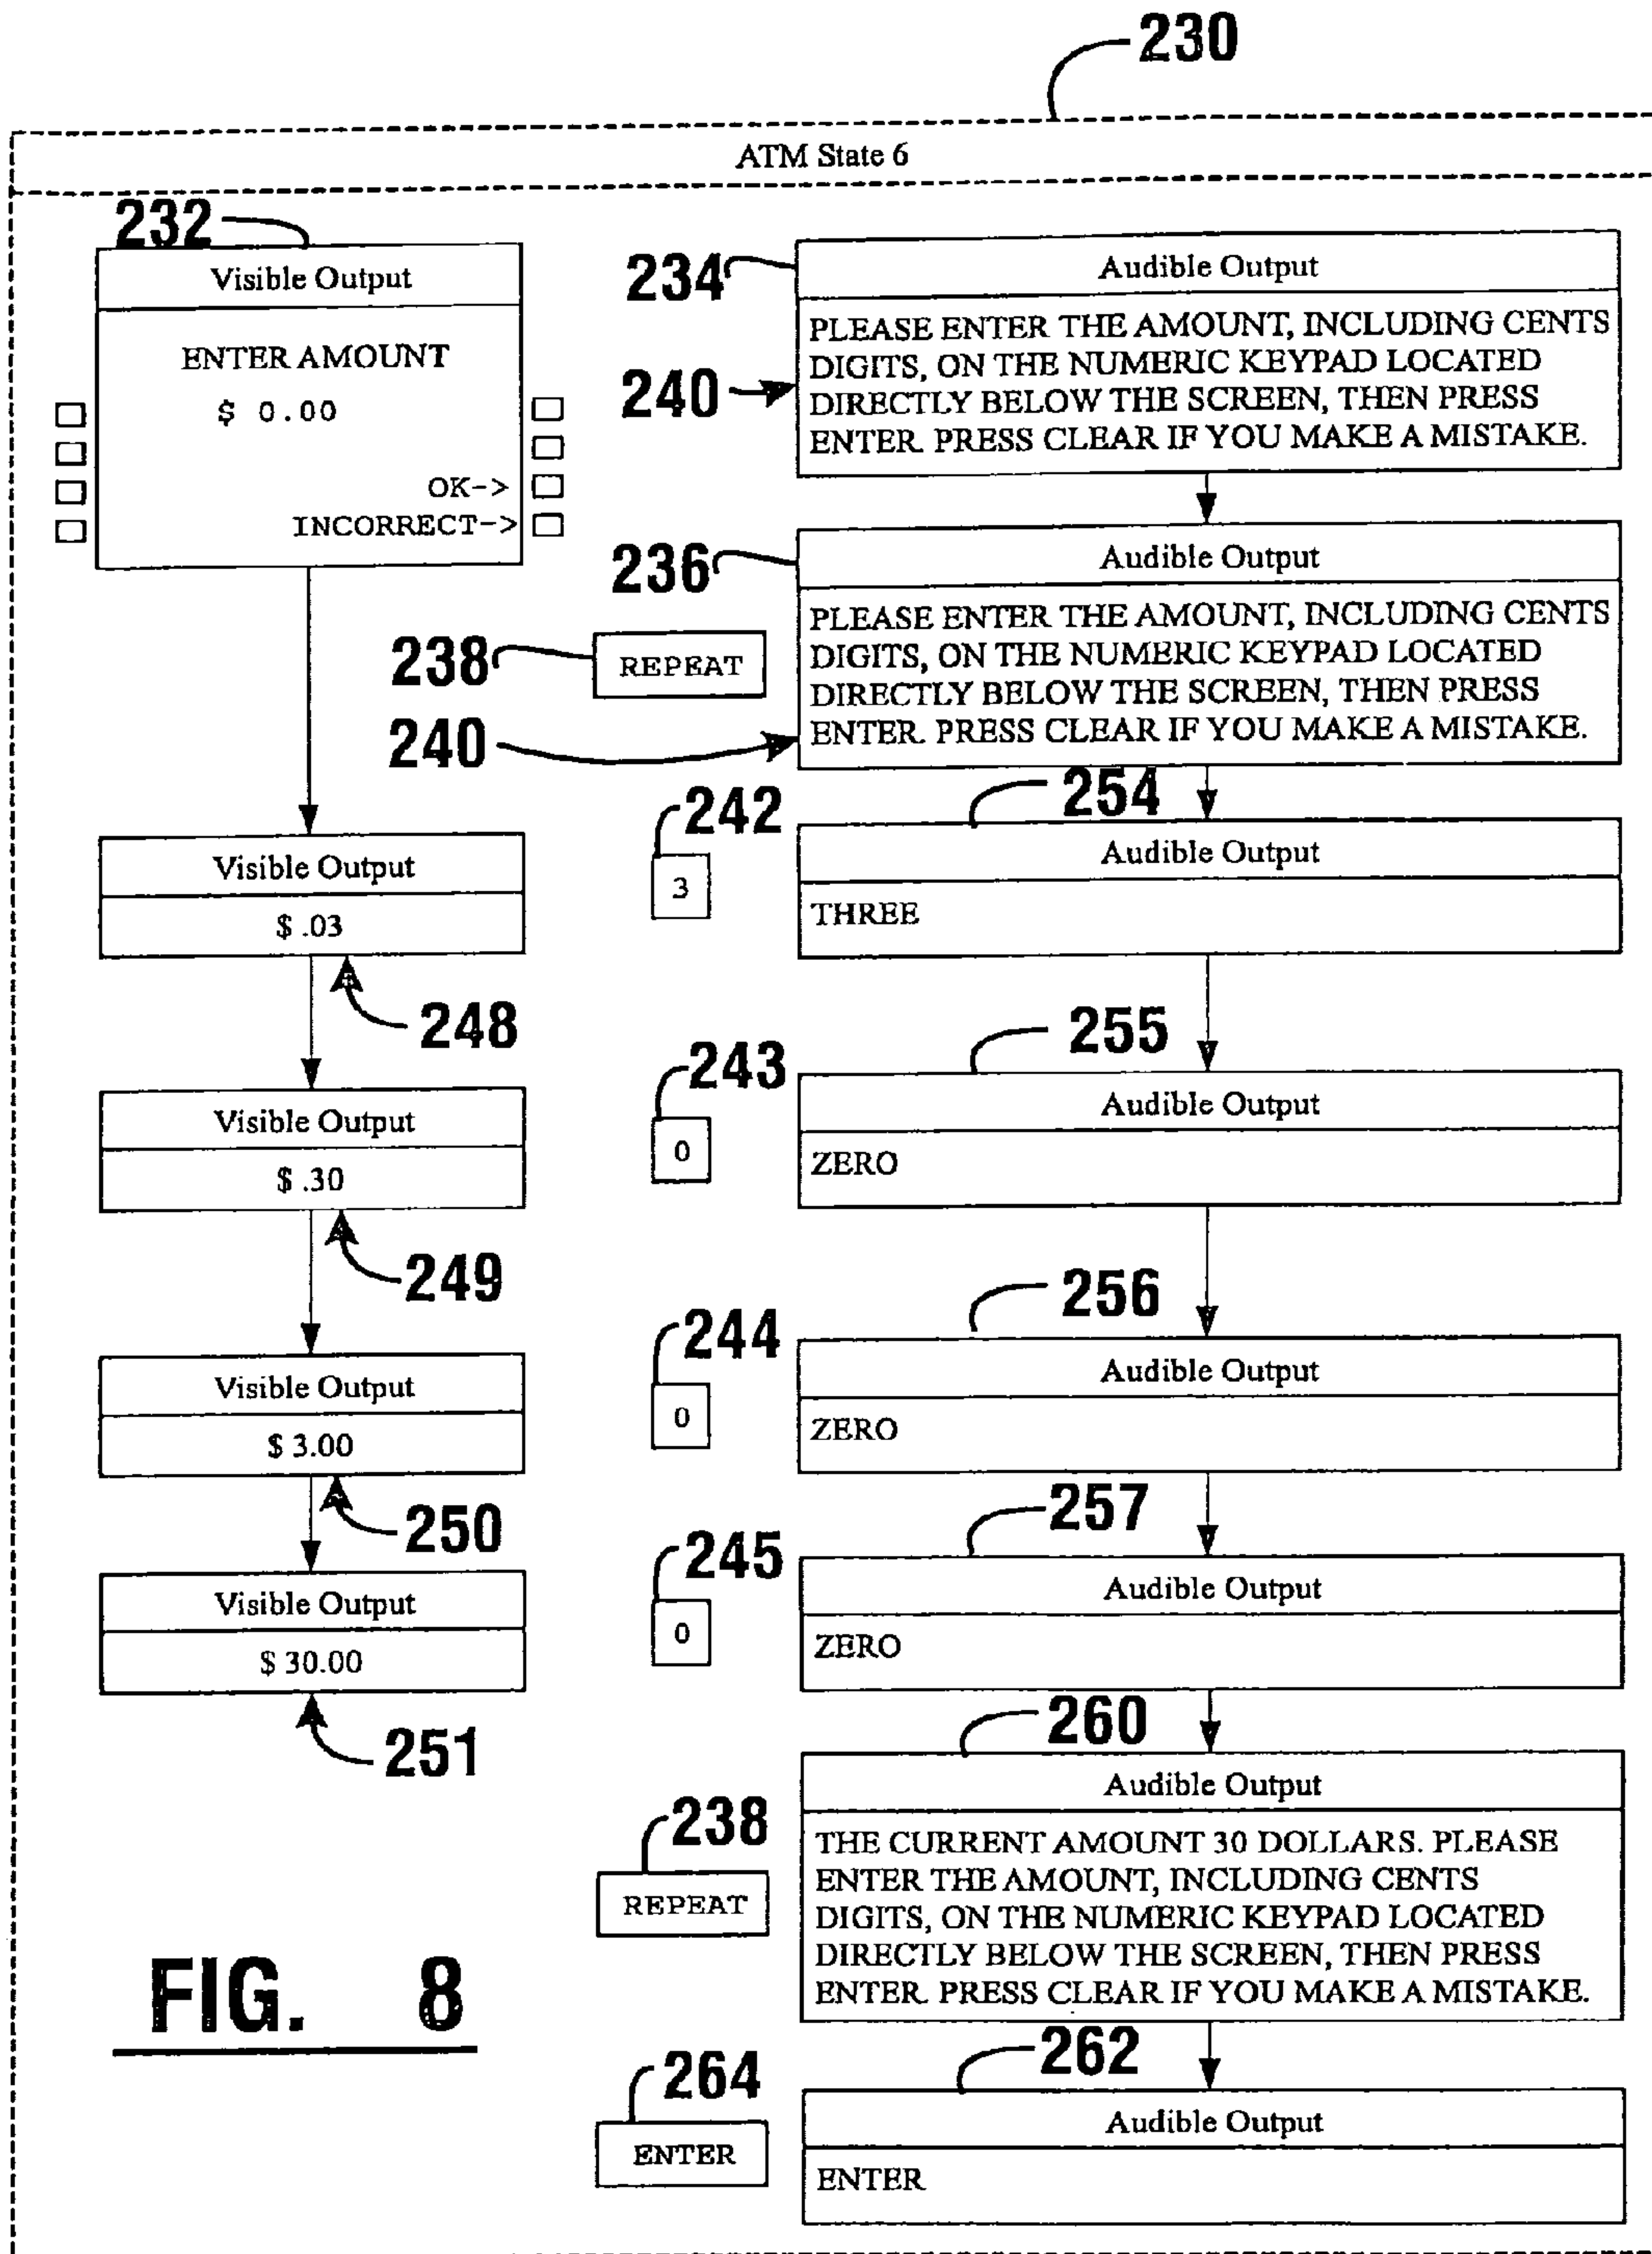 230
ATM State 6
232
Visible Output
ENTER AMOUNT
$ 0.00
OK->
INCORRECT->
234
Audible Output
240
PLEASE ENTER THE AMOUNT, INCLUDING CENTS
DIGITS, ON THE NUMERIC KEYPAD LOCATED
DIRECTLY BELOW THE SCREEN, THEN PRESS
ENTER. PRESS CLEAR IF YOU MAKE A MISTAKE.
236
Audible Output
238
REPEAT
240
PLEASE ENTER THE AMOUNT, INCLUDING CENTS
DIGITS, ON THE NUMERIC KEYPAD LOCATED
DIRECTLY BELOW THE SCREEN, THEN PRESS
ENTER. PRESS CLEAR IF YOU MAKE A MISTAKE.
Visible Output
$ .03
248
242
3
254
Audible Output
THREE
Visible Output
$ .30
249
243
0
255
Audible Output
ZERO
Visible Output
$ 3.00
250
244
0
256
Audible Output
ZERO
Visible Output
$ 30.00
251
245
0
257
Audible Output
ZERO
260
Audible Output
238
REPEAT
THE CURRENT AMOUNT 30 DOLLARS. PLEASE
ENTER THE AMOUNT, INCLUDING CENTS
DIGITS, ON THE NUMERIC KEYPAD LOCATED
DIRECTLY BELOW THE SCREEN, THEN PRESS
ENTER. PRESS CLEAR IF YOU MAKE A MISTAKE.
264
ENTER
262
Audible Output
ENTER
FIG. 8